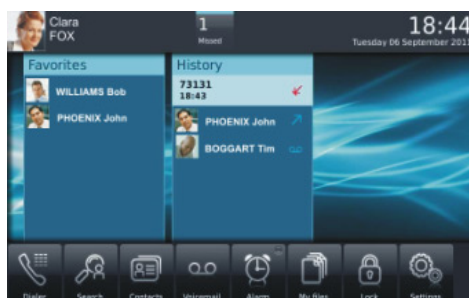 Clara
FOX
1
Missed
18:44
Tuesday 06 September 2011
Favorites
WILLIAMS Bob
PHOENIX John
History
73131
18:43
PHOENIX John
BOGGART Tim
Dialer
Search
Contacts
Voicemail
Alarm
My files
Lock
Settings